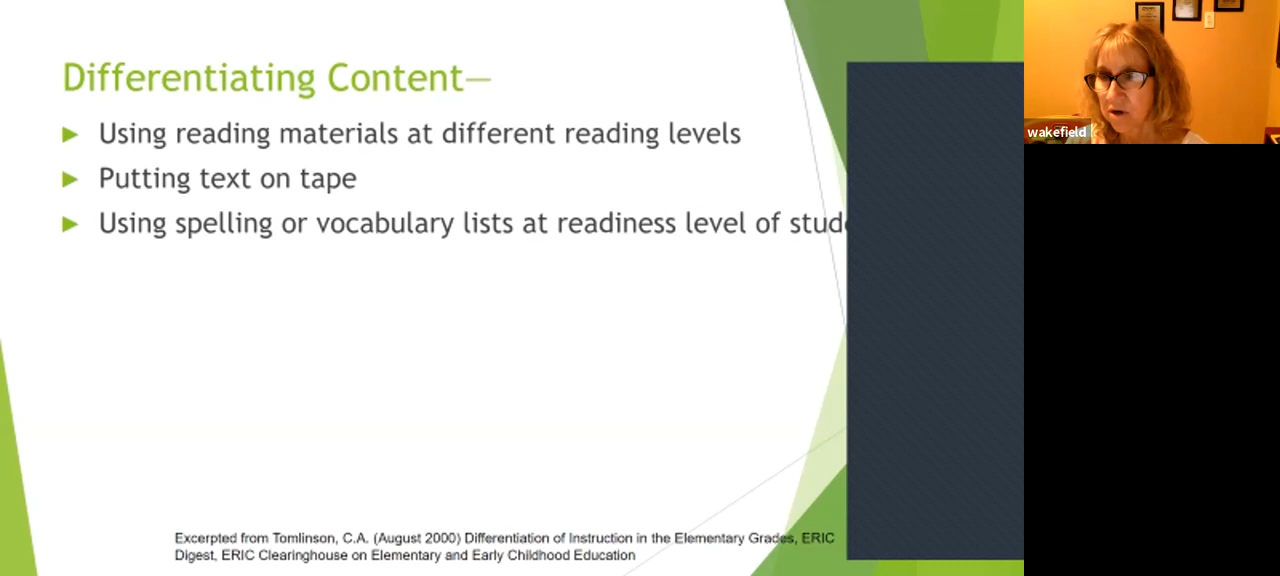 Differentiating Content—
Using reading materials at different reading levels
Putting text on tape
Using spelling or vocabulary lists at readiness level of
Excerpted from Tomlinson, C.A. (August 2000) Differentiation of Instruction in the Elementary Grades, ERIC
Digest, ERIC Clearinghouse on Elementary and Early Childhood Education
wakefield